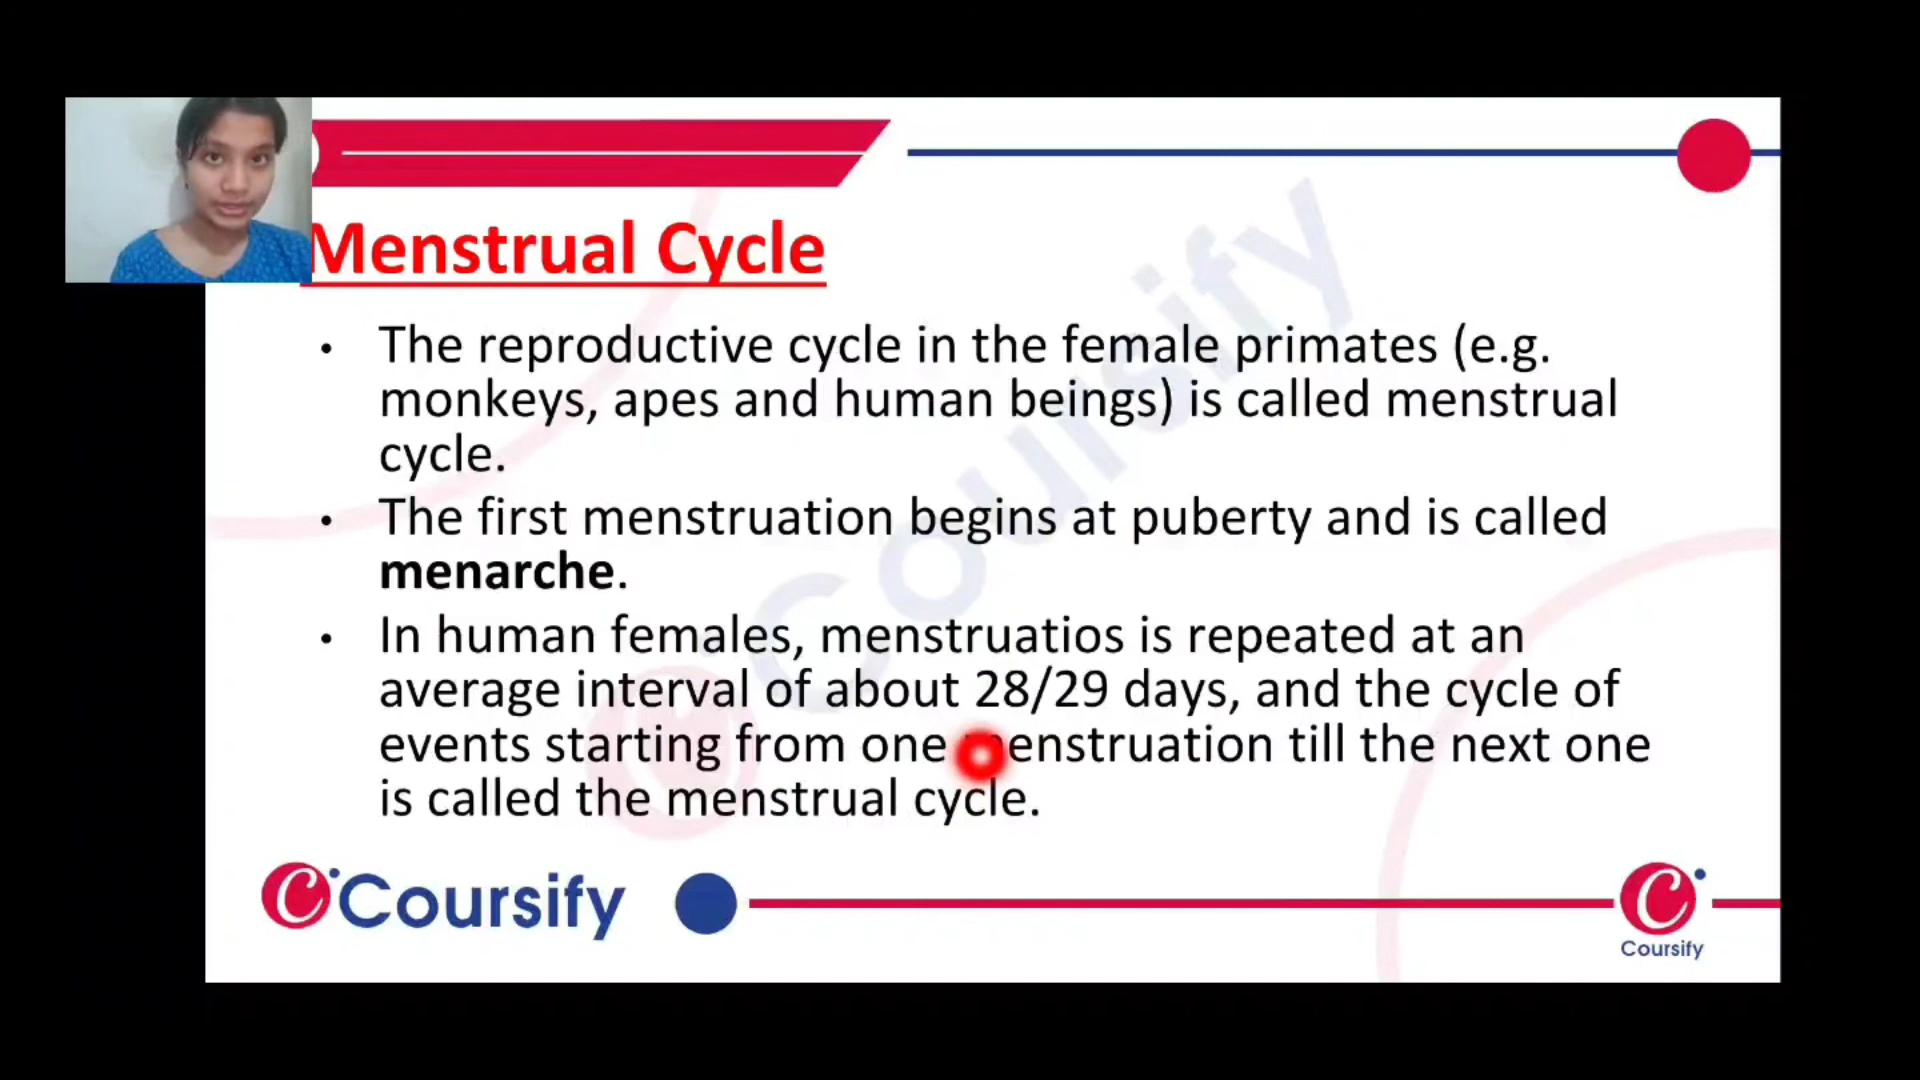 Menstrual Cycle
• The reproductive cycle in the female primates (e.g.
monkeys, apes and human beings) is called menstrual
cycle.
• The first menstruation begins at puberty and is called
menarche.
• In human females, menstruatios is repeated at an
average interval of about 28/29 days, and the cycle of
events starting from one menstruation till the next one
is called the menstrual cycle.
Coursify
Coursify
Coursify